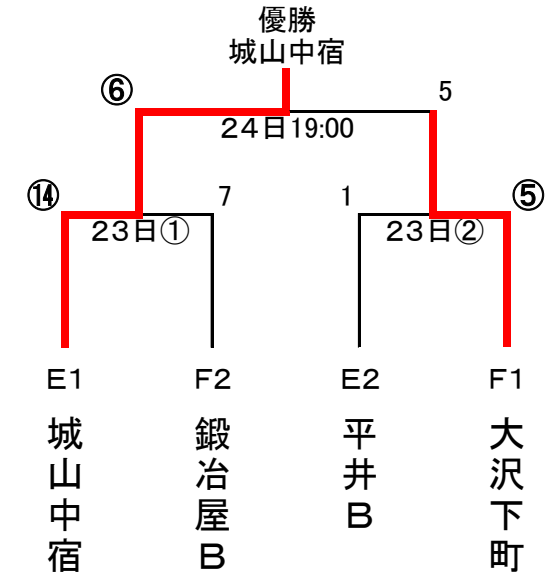 優勝
城山中宿
⑥ 5
24日19:00
⑭ 7 1 ⑤
23日① 23日②
E1 F2 E2 F1
城山中宿
鍛冶屋B
平井B
大沢下町